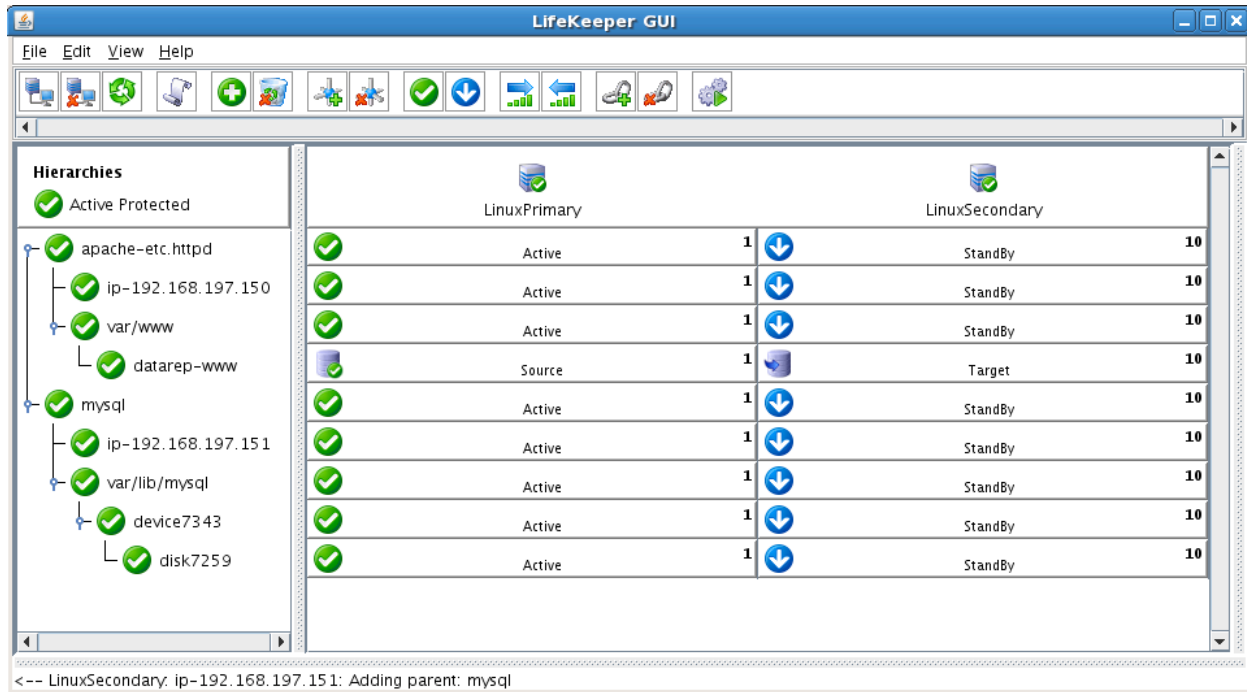 LifeKeeper GUI
File Edit View Help
Hierarchies
Active Protected
LinuxPrimary LinuxSecondary
apache-etc.httpd Active 1 StandBy 10
ip-192.168.197.150 Active 1 StandBy 10
var/www Active 1 StandBy 10
datarep-www Source 1 Target 10
mysql Active 1 StandBy 10
ip-192.168.197.151 Active 1 StandBy 10
var/lib/mysql Active 1 StandBy 10
device7343 Active 1 StandBy 10
disk7259 Active 1 StandBy 10
<-- LinuxSecondary: ip-192.168.197.151: Adding parent: mysql